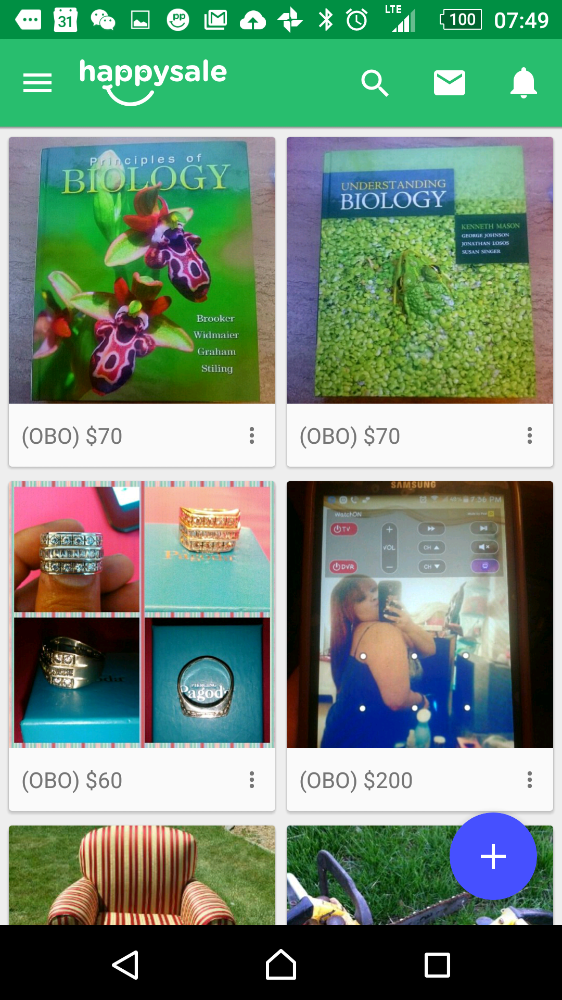 31
LTE
100
07:49
happysale
Principles of
BIOLOGY
Brooker
Widmaier
Graham
Stiling
UNDERSTANDING
BIOLOGY
KENNETH MASON
GEORGE JOHNSON
JONATHAN LOSOS
SUSAN SINGER
(OBO) $70
(OBO) $70
Pagoda
PIERCING
Pagoda
SAMSUNG
48% 7:36 PM
WatchON
TV
VOL
CH
DVR
CH
(OBO) $60
(OBO) $200